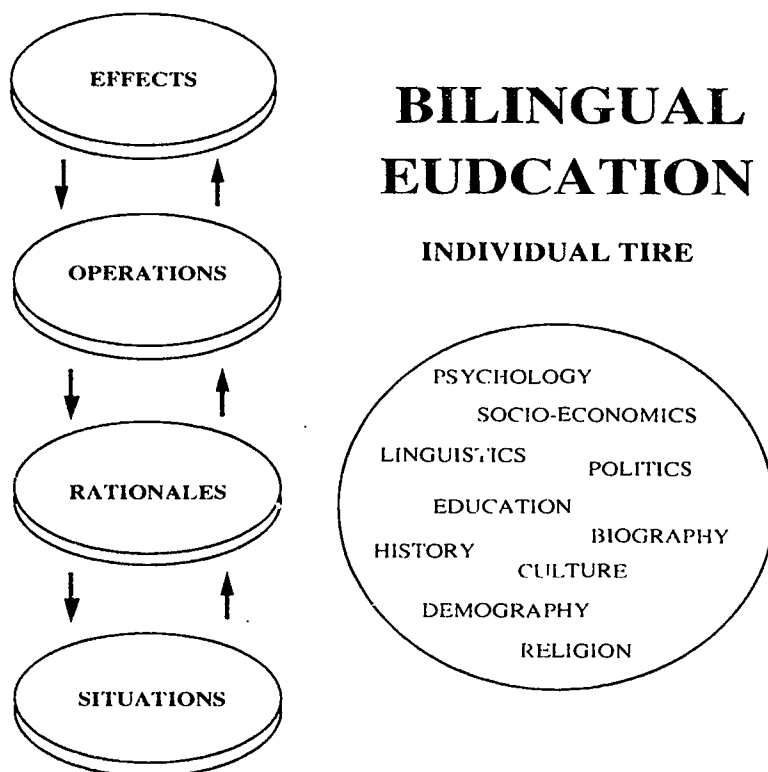 EFFECTS
OPERATIONS
RATIONALES
SITUATIONS
BILINGUAL
EUDCATION
INDIVIDUAL TIRE
PSYCHOLOGY
SOCIO-ECONOMICS
LINGUISTICS
POLITICS
EDUCATION
BIOGRAPHY
HISTORY
CULTURE
DEMOGRAPHY
RELIGION